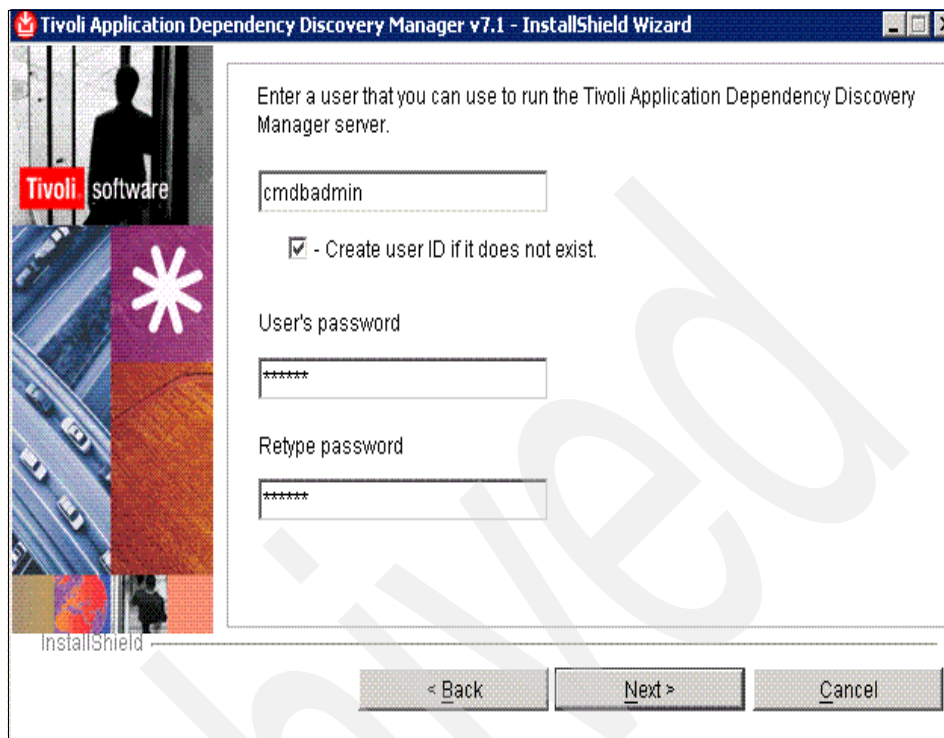 Tivoli Application Dependency Discovery Manager v7.1 - InstallShield Wizard
Enter a user that you can use to run the Tivoli Application Dependency Discovery
Manager server.
Tivoli software
cmdbadmin
- Create user ID if it does not exist.
User's password
******
Retype password
******
InstallShield
< Back
Next >
Cancel
hived